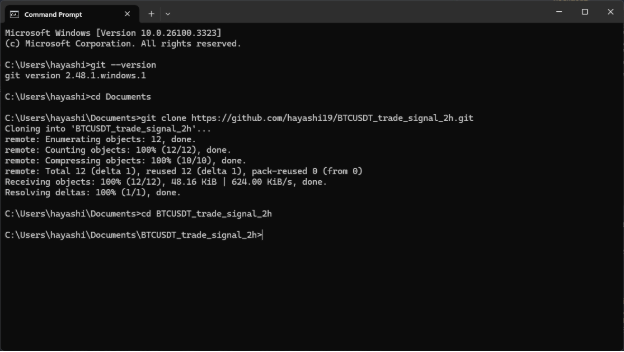 Command Prompt
Microsoft Windows [Version 10.0.26100.3323]
(c) Microsoft Corporation. All rights reserved.
C:\Users\hayashi>git --version
git version 2.48.1.windows.1
C:\Users\hayashi>cd Documents
C:\Users\hayashi\Documents>git clone https://github.com/hayashi19/BTCUSDT_trade_signal_2h.git
Cloning into 'BTCUSDT_trade_signal_2h'...
remote: Enumerating objects: 12, done.
remote: Counting objects: 100% (12/12), done.
remote: Compressing objects: 100% (10/10), done.
remote: Total 12 (delta 1), reused 12 (delta 1), pack-reused 0 (from 0)
Receiving objects: 100% (12/12), 48.16 KiB | 624.00 KiB/s, done.
Resolving deltas: 100% (1/1), done.
C:\Users\hayashi\Documents>cd BTCUSDT_trade_signal_2h
C:\Users\hayashi\Documents\BTCUSDT_trade_signal_2h>